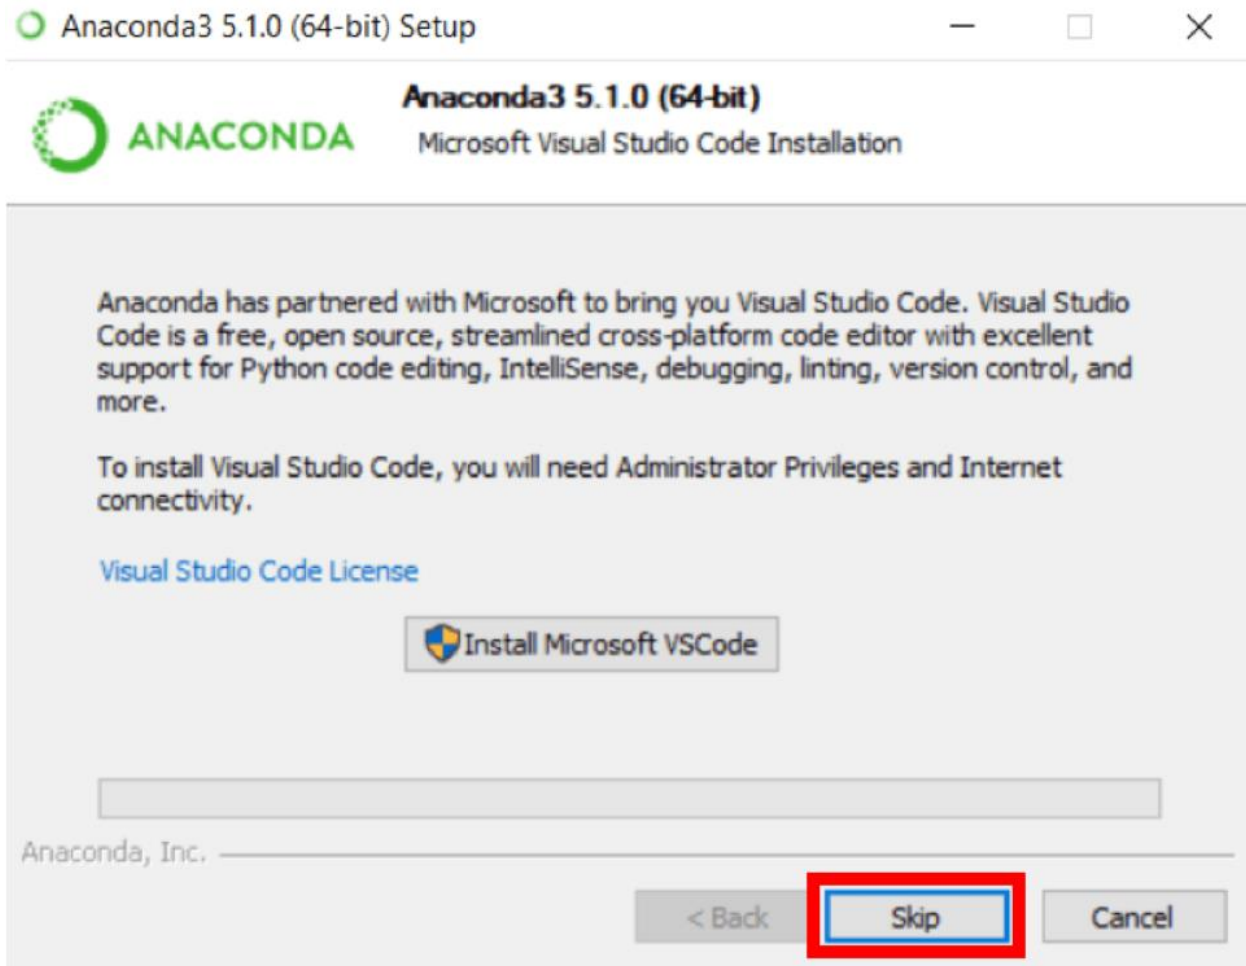 Anaconda3 5.1.0 (64-bit) Setup
ANACONDA
Anaconda3 5.1.0 (64-bit)
Microsoft Visual Studio Code Installation
Anaconda has partnered with Microsoft to bring you Visual Studio Code. Visual Studio
Code is a free, open source, streamlined cross-platform code editor with excellent
support for Python code editing, IntelliSense, debugging, linting, version control, and
more.
To install Visual Studio Code, you will need Administrator Privileges and Internet
connectivity.
Visual Studio Code License
Install Microsoft VSCode
Anaconda, Inc.
< Back
Skip
Cancel